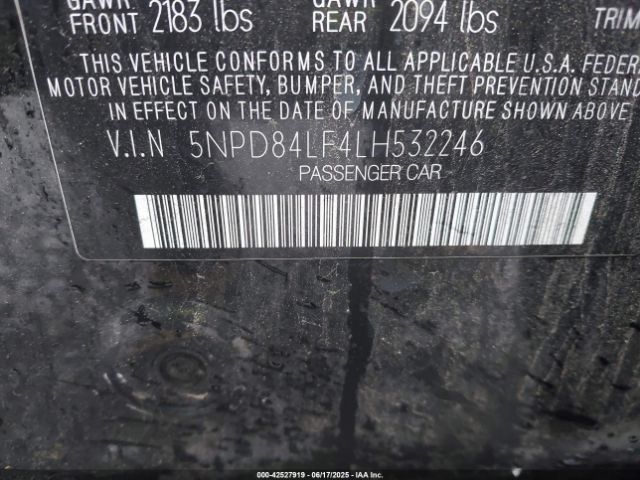 GAWR GAWR
FRONT 2183 lbs REAR 2094 lbs TRIM
THIS VEHICLE CONFORMS TO ALL APPLICABLE U.S.A. FEDER
MOTOR VEHICLE SAFETY, BUMPER, AND THEFT PREVENTION STAND
IN EFFECT ON THE DATE OF MANUFACTURE SHOWN ABOVE.
V.I.N 5NPD84LF4LH532246
PASSENGER CAR
000-42527919 - 06/17/2025 - IAA Inc.